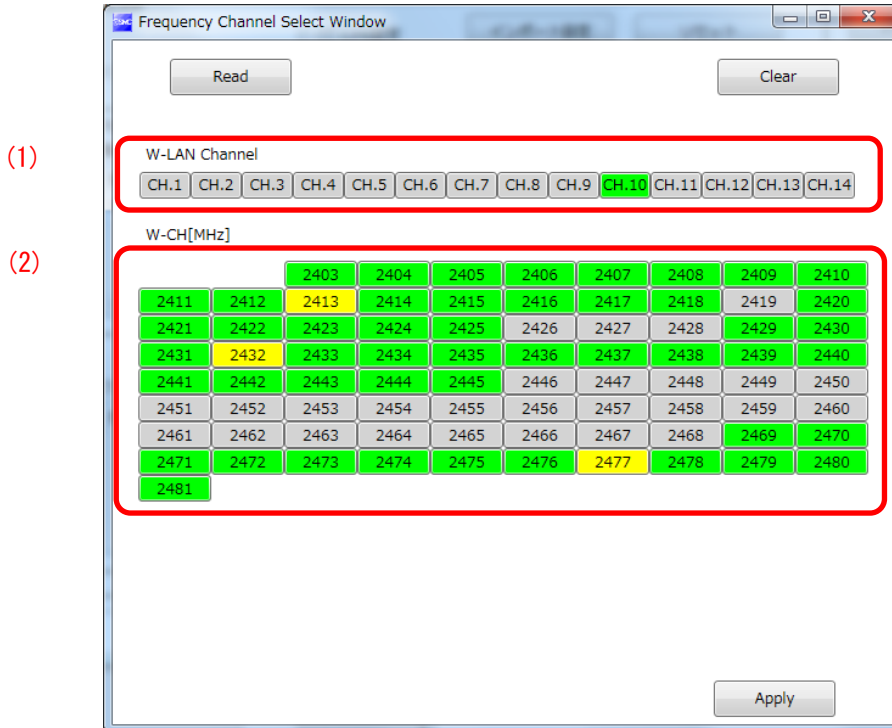 Frequency Channel Select Window
Read Clear
(1)
W-LAN Channel
CH.1 CH.2 CH.3 CH.4 CH.5 CH.6 CH.7 CH.8 CH.9 CH.10 CH.11 CH.12 CH.13 CH.14
W-CH[MHz]
(2)
2403 2404 2405 2406 2407 2408 2409 2410
2411 2412 2413 2414 2415 2416 2417 2418 2419 2420
2421 2422 2423 2424 2425 2426 2427 2428 2429 2430
2431 2432 2433 2434 2435 2436 2437 2438 2439 2440
2441 2442 2443 2444 2445 2446 2447 2448 2449 2450
2451 2452 2453 2454 2455 2456 2457 2458 2459 2460
2461 2462 2463 2464 2465 2466 2467 2468 2469 2470
2471 2472 2473 2474 2475 2476 2477 2478 2479 2480
2481
Apply